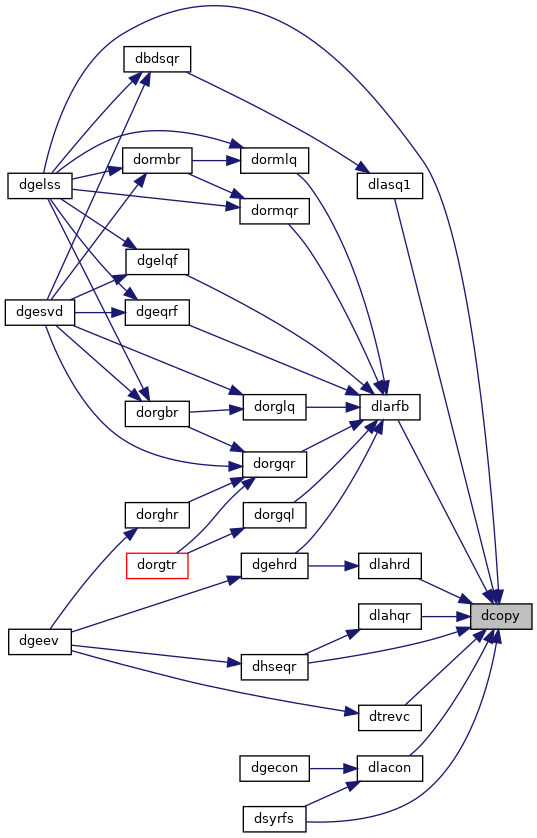 dbdsqr
dormbr
dormlq
dgelss
dlasq1
dormqr
dgelqf
dgesvd
dgeqrf
dorgbr
dorglq
dlarfb
dorgqr
dorghr
dorgql
dorgtr
dgehrd
dlahrd
dcopy
dlahqr
dgeev
dhseqr
dtrevc
dgecon
dlacon
dsyrfs